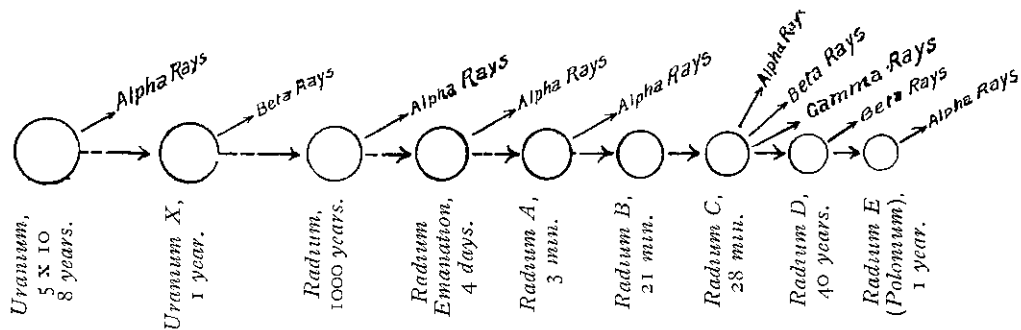 Alpha Rays
Beta Rays
Alpha Rays
Alpha Rays
Alpha Rays
Alpha Rays
Beta Rays
Gamma Rays
Beta Rays
Alpha Rays
Uranium,
5 x 10
8 years.
Uranium X,
1 year.
Radium,
1000 years.
Radium
Emanation,
4 days.
Radium A,
3 min.
Radium B,
21 min.
Radium C,
28 min.
Radium D,
40 years.
Radium E
(Polonium),
1 year.